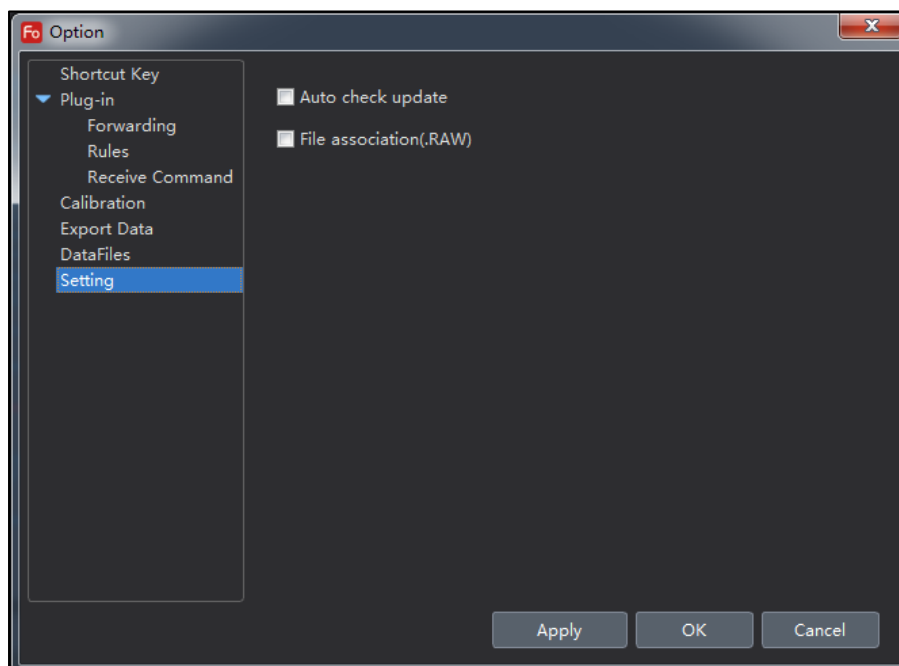 Fo Option
Shortcut Key
Plug-in
Forwarding
Rules
Receive Command
Calibration
Export Data
DataFiles
Setting
Auto check update
File association(.RAW)
Apply
OK
Cancel